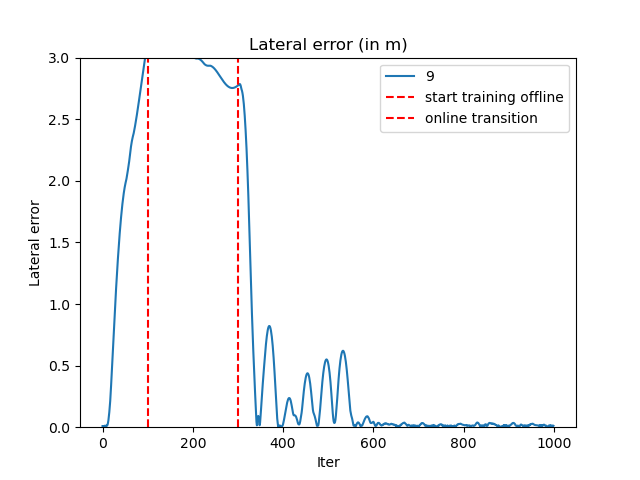 Lateral error (in m)
9
start training offline
online transition
Lateral error
3.0
2.5
2.0
1.5
1.0
0.5
0.0
0
200
400
600
800
1000
Iter